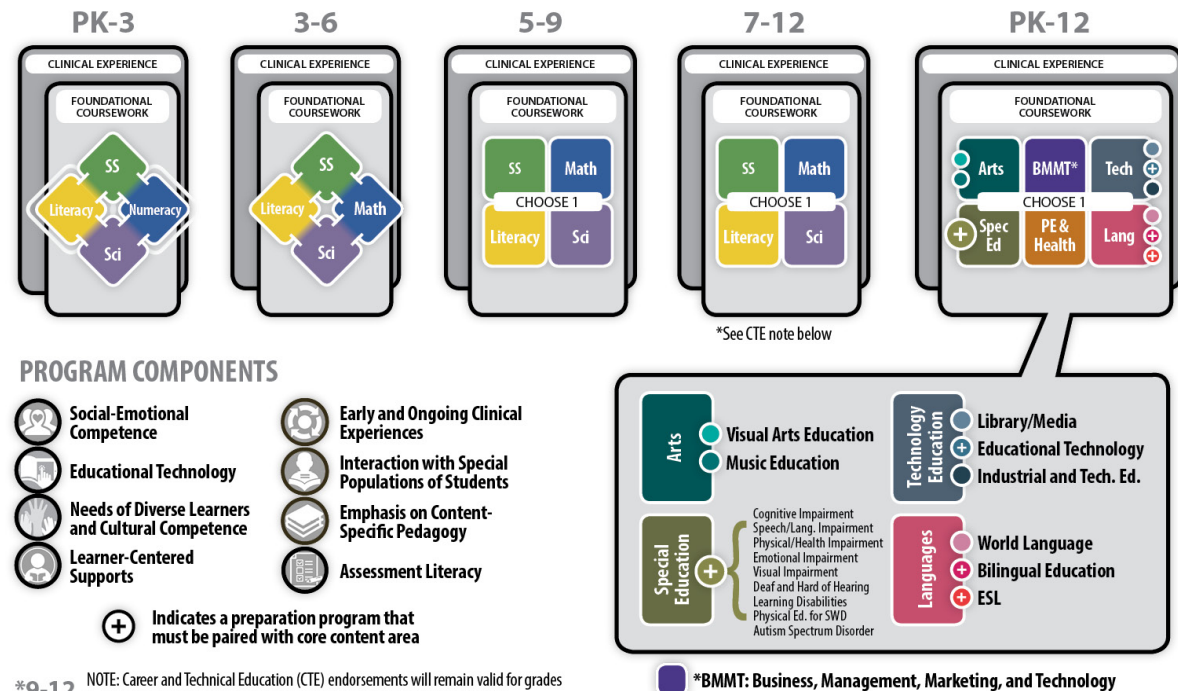 PK-3
3-6
5-9
7-12
PK-12
CLINICAL EXPERIENCE
FOUNDATIONAL
COURSEWORK
SS
Literacy
Numeracy
Sci
CLINICAL EXPERIENCE
FOUNDATIONAL
COURSEWORK
SS
Literacy
Math
Sci
CLINICAL EXPERIENCE
FOUNDATIONAL
COURSEWORK
SS
Math
CHOOSE 1
Literacy
Sci
CLINICAL EXPERIENCE
FOUNDATIONAL
COURSEWORK
SS
Math
CHOOSE 1
Literacy
Sci
*See CTE note below
CLINICAL EXPERIENCE
FOUNDATIONAL
COURSEWORK
Arts
BMMT*
Tech
+
CHOOSE 1
+
Spec
Ed
PE &
Health
Lang
+
+
PROGRAM COMPONENTS
Social-Emotional
Competence
Educational Technology
Needs of Diverse Learners
and Cultural Competence
Learner-Centered
Supports
Early and Ongoing Clinical
Experiences
Interaction with Special
Populations of Students
Emphasis on Content-
Specific Pedagogy
Assessment Literacy
+
Indicates a preparation program that
must be paired with core content area
Arts
Visual Arts Education
Music Education
Technology
Education
Library/Media
+ Educational Technology
Industrial and Tech. Ed.
Special
Education
+
Cognitive Impairment
Speech/Lang. Impairment
Physical/Health Impairment
Emotional Impairment
Visual Impairment
Deaf and Hard of Hearing
Learning Disabilities
Physical Ed. for SWD
Autism Spectrum Disorder
Languages
World Language
+ Bilingual Education
+ ESL
*9-12
NOTE: Career and Technical Education (CTE) endorsements will remain valid for grades
*BMMT: Business, Management, Marketing, and Technology